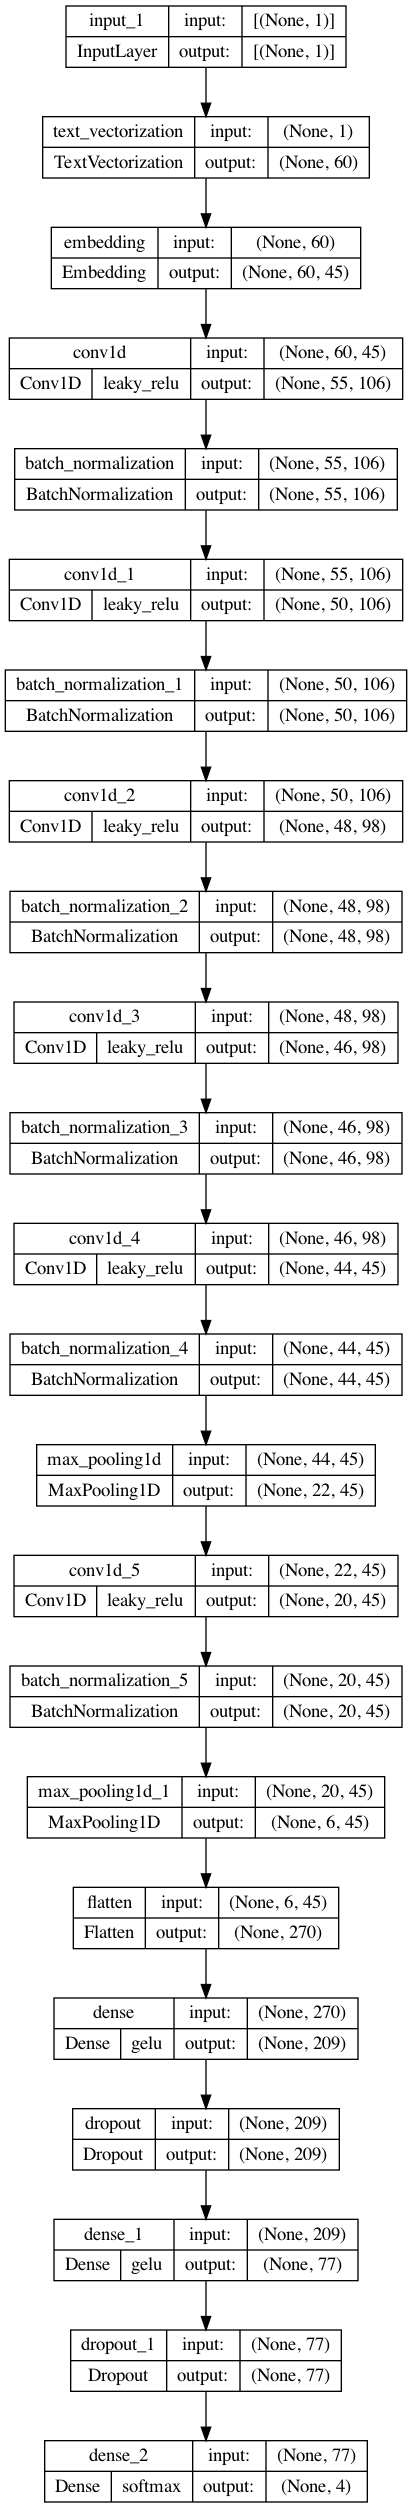 input_1 input: [(None, 1)]
InputLayer output: [(None, 1)]
text_vectorization input: (None, 1)
TextVectorization output: (None, 60)
embedding input: (None, 60)
Embedding output: (None, 60, 45)
conv1d input: (None, 60, 45)
Conv1D leaky_relu output: (None, 55, 106)
batch_normalization input: (None, 55, 106)
BatchNormalization output: (None, 55, 106)
conv1d_1 input: (None, 55, 106)
Conv1D leaky_relu output: (None, 50, 106)
batch_normalization_1 input: (None, 50, 106)
BatchNormalization output: (None, 50, 106)
conv1d_2 input: (None, 50, 106)
Conv1D leaky_relu output: (None, 48, 98)
batch_normalization_2 input: (None, 48, 98)
BatchNormalization output: (None, 48, 98)
conv1d_3 input: (None, 48, 98)
Conv1D leaky_relu output: (None, 46, 98)
batch_normalization_3 input: (None, 46, 98)
BatchNormalization output: (None, 46, 98)
conv1d_4 input: (None, 46, 98)
Conv1D leaky_relu output: (None, 44, 45)
batch_normalization_4 input: (None, 44, 45)
BatchNormalization output: (None, 44, 45)
max_pooling1d input: (None, 44, 45)
MaxPooling1D output: (None, 22, 45)
conv1d_5 input: (None, 22, 45)
Conv1D leaky_relu output: (None, 20, 45)
batch_normalization_5 input: (None, 20, 45)
BatchNormalization output: (None, 20, 45)
max_pooling1d_1 input: (None, 20, 45)
MaxPooling1D output: (None, 6, 45)
flatten input: (None, 6, 45)
Flatten output: (None, 270)
dense input: (None, 270)
Dense gelu output: (None, 209)
dropout input: (None, 209)
Dropout output: (None, 209)
dense_1 input: (None, 209)
Dense gelu output: (None, 77)
dropout_1 input: (None, 77)
Dropout output: (None, 77)
dense_2 input: (None, 77)
Dense softmax output: (None, 4)